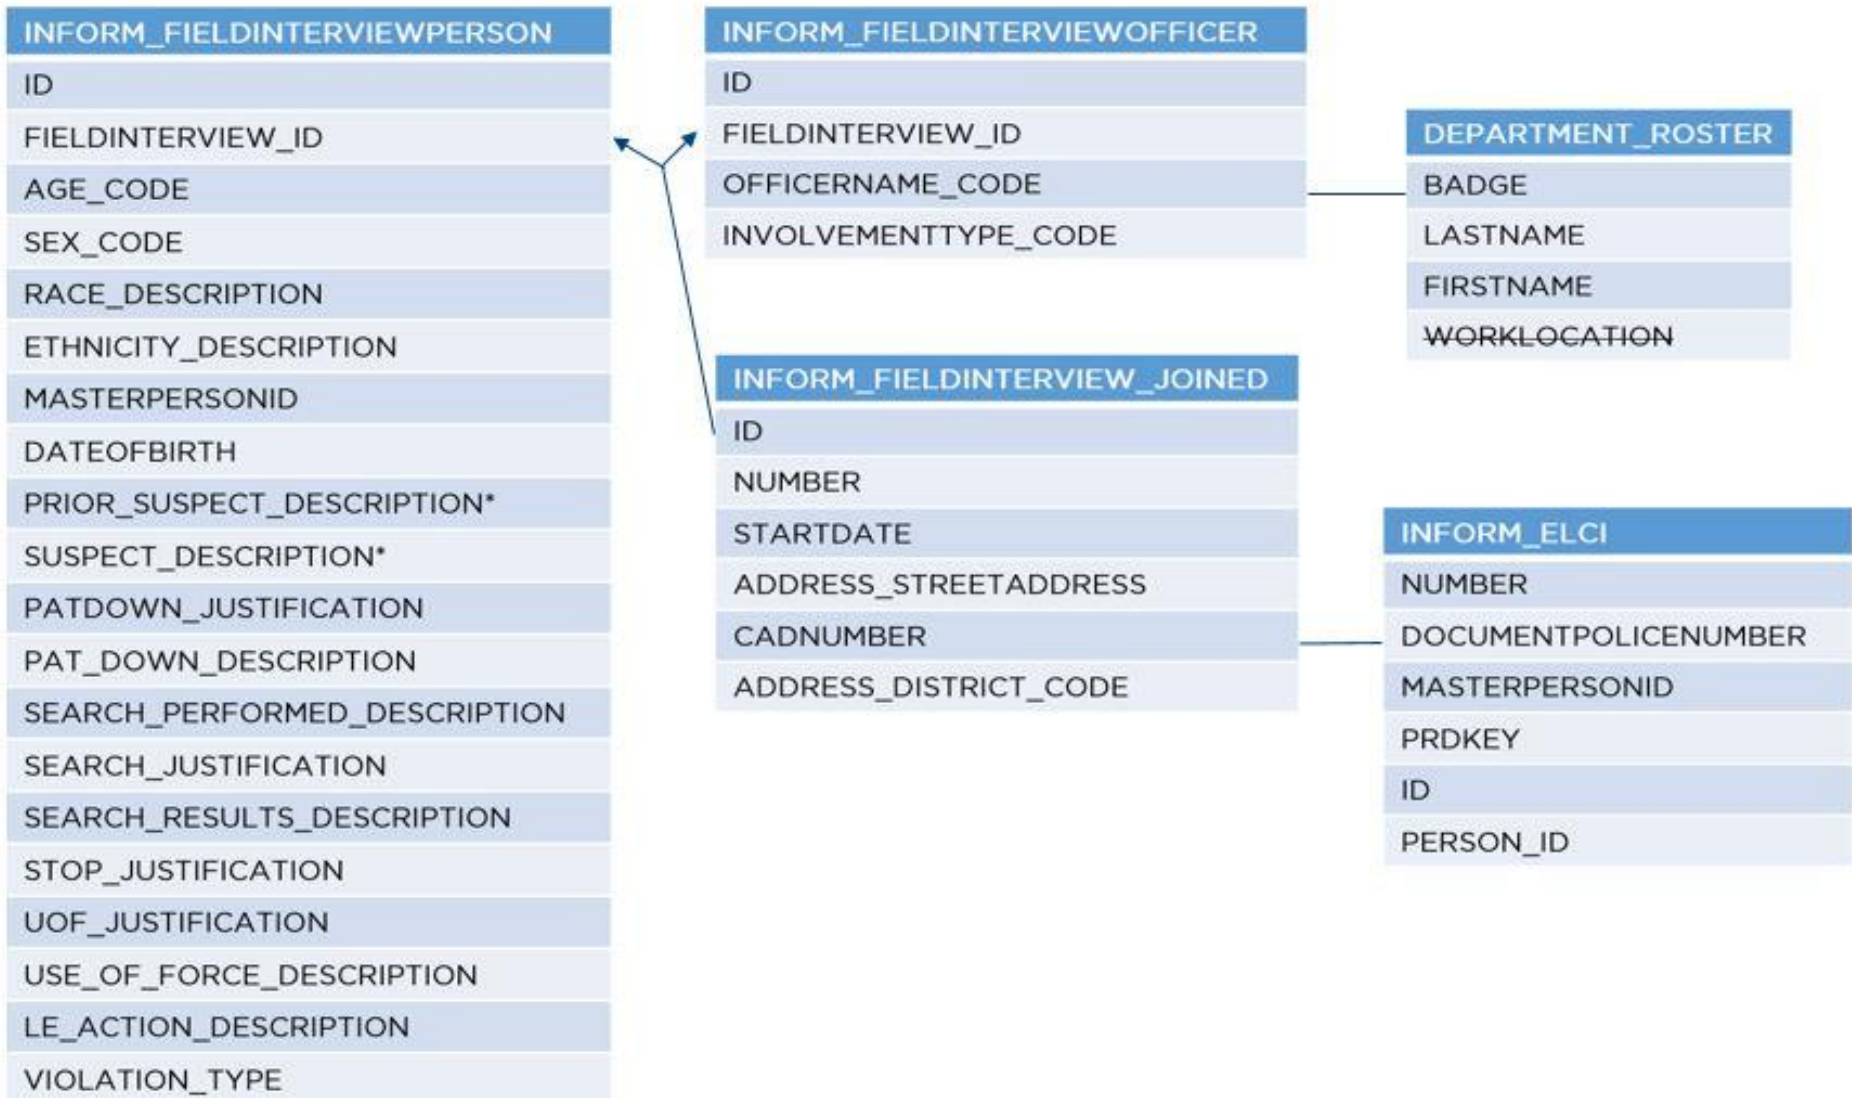 INFORM_FIELDINTERVIEWPERSON
ID
FIELDINTERVIEW_ID
AGE_CODE
SEX_CODE
RACE_DESCRIPTION
ETHNICITY_DESCRIPTION
MASTERPERSONID
DATEOFBIRTH
PRIOR_SUSPECT_DESCRIPTION*
SUSPECT_DESCRIPTION*
PATDOWN_JUSTIFICATION
PAT_DOWN_DESCRIPTION
SEARCH_PERFORMED_DESCRIPTION
SEARCH_JUSTIFICATION
SEARCH_RESULTS_DESCRIPTION
STOP_JUSTIFICATION
UOF_JUSTIFICATION
USE_OF_FORCE_DESCRIPTION
LE_ACTION_DESCRIPTION
VIOLATION_TYPE
INFORM_FIELDINTERVIEWOFFICER
ID
FIELDINTERVIEW_ID
OFFICERNAME_CODE
INVOLVEMENTTYPE_CODE
INFORM_FIELDINTERVIEW_JOINED
ID
NUMBER
STARTDATE
ADDRESS_STREETADDRESS
CADNUMBER
ADDRESS_DISTRICT_CODE
DEPARTMENT_ROSTER
BADGE
LASTNAME
FIRSTNAME
WORKLOCATION
INFORM_ELCI
NUMBER
DOCUMENTPOLICENUMBER
MASTERPERSONID
PRDKEY
ID
PERSON_ID